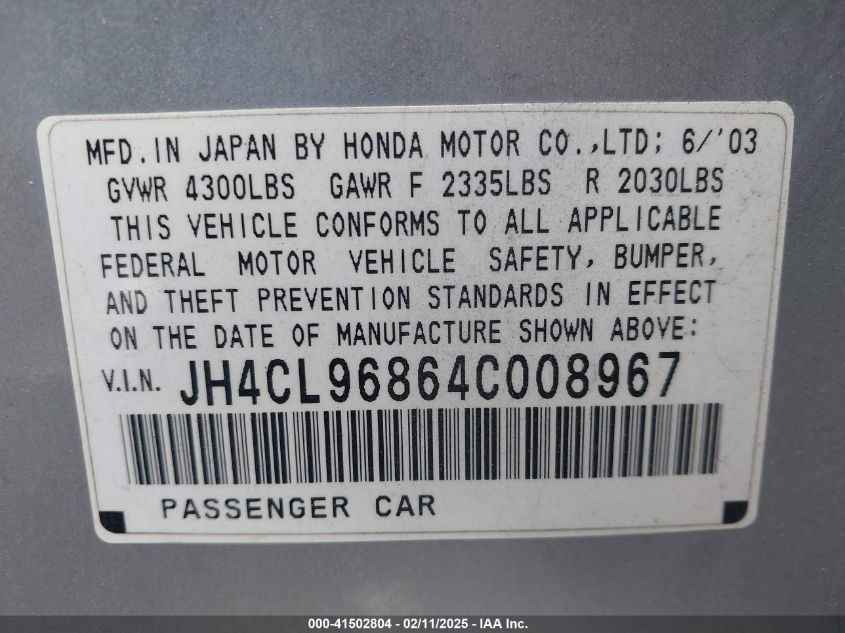 MFD.IN JAPAN BY HONDA MOTOR CO.,LTD; 6/'03
GVWR 4300LBS GAWR F 2335LBS R 2030LBS
THIS VEHICLE CONFORMS TO ALL APPLICABLE
FEDERAL MOTOR VEHICLE SAFETY, BUMPER,
AND THEFT PREVENTION STANDARDS IN EFFECT
ON THE DATE OF MANUFACTURE SHOWN ABOVE:
V.I.N. JH4CL96864C008967
PASSENGER CAR
000-41502804 - 02/11/2025 - IAA Inc.